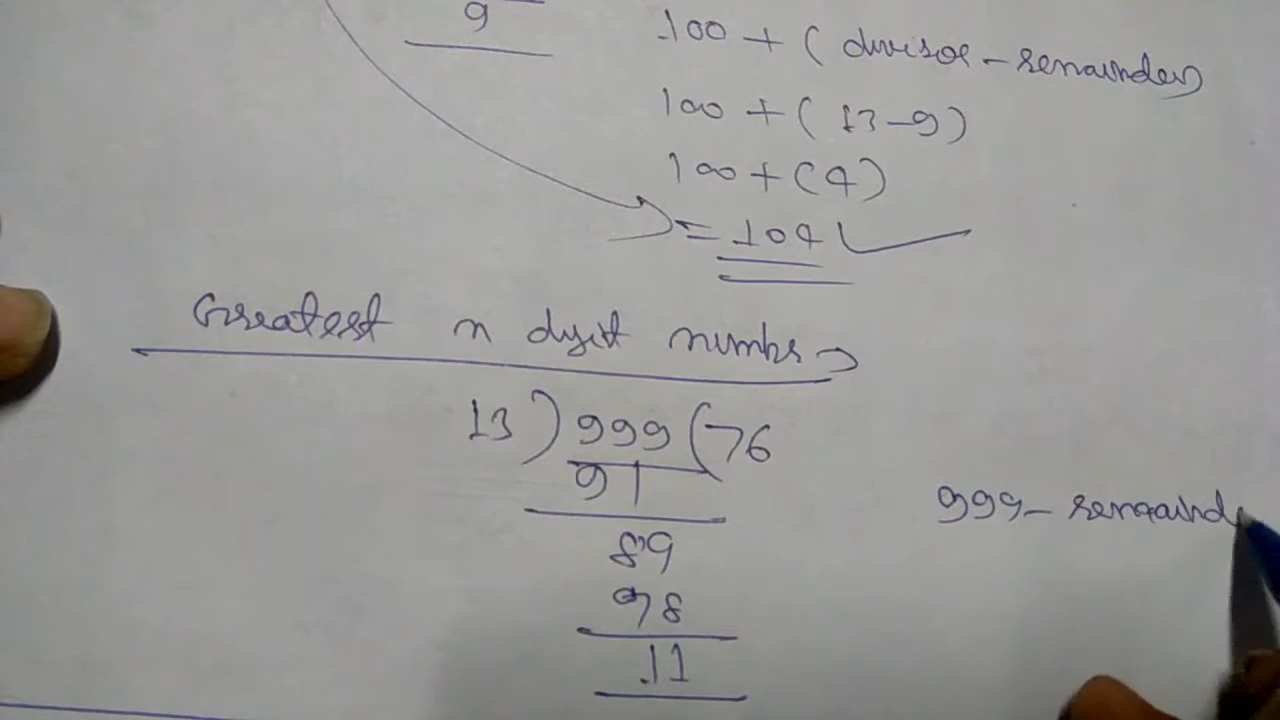 9
100 + ( divisor - remainder)
100 + ( 13 - 9 )
100 + (4)
= 104
Greatest n digit number
13 ) 999 ( 76
91
89
78
11
999 - remaind